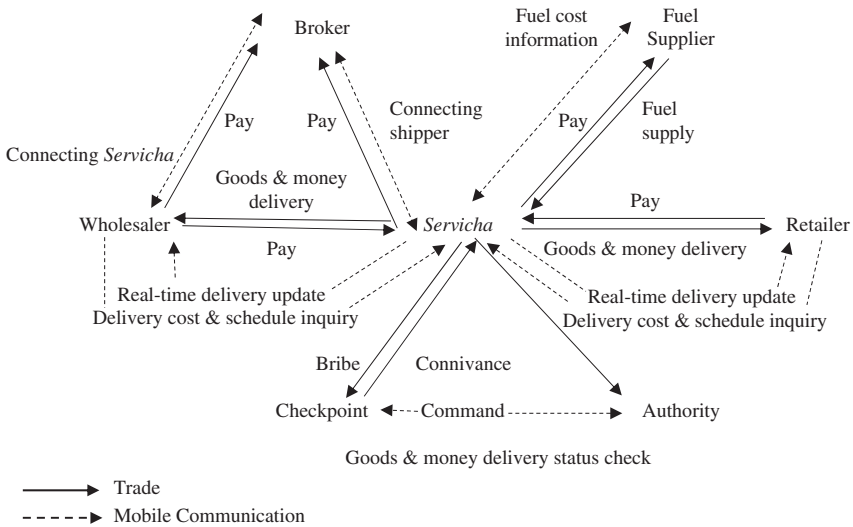 Broker
Fuel cost
information
Fuel
Supplier
Pay
Pay
Connecting
shipper
Pay
Fuel
supply
Connecting Servicha
Goods & money
delivery
Wholesaler
Servicha
Pay
Retailer
Pay
Goods & money delivery
Real-time delivery update
Delivery cost & schedule inquiry
Real-time delivery update
Delivery cost & schedule inquiry
Bribe
Connivance
Checkpoint
Command
Authority
Goods & money delivery status check
Trade
Mobile Communication